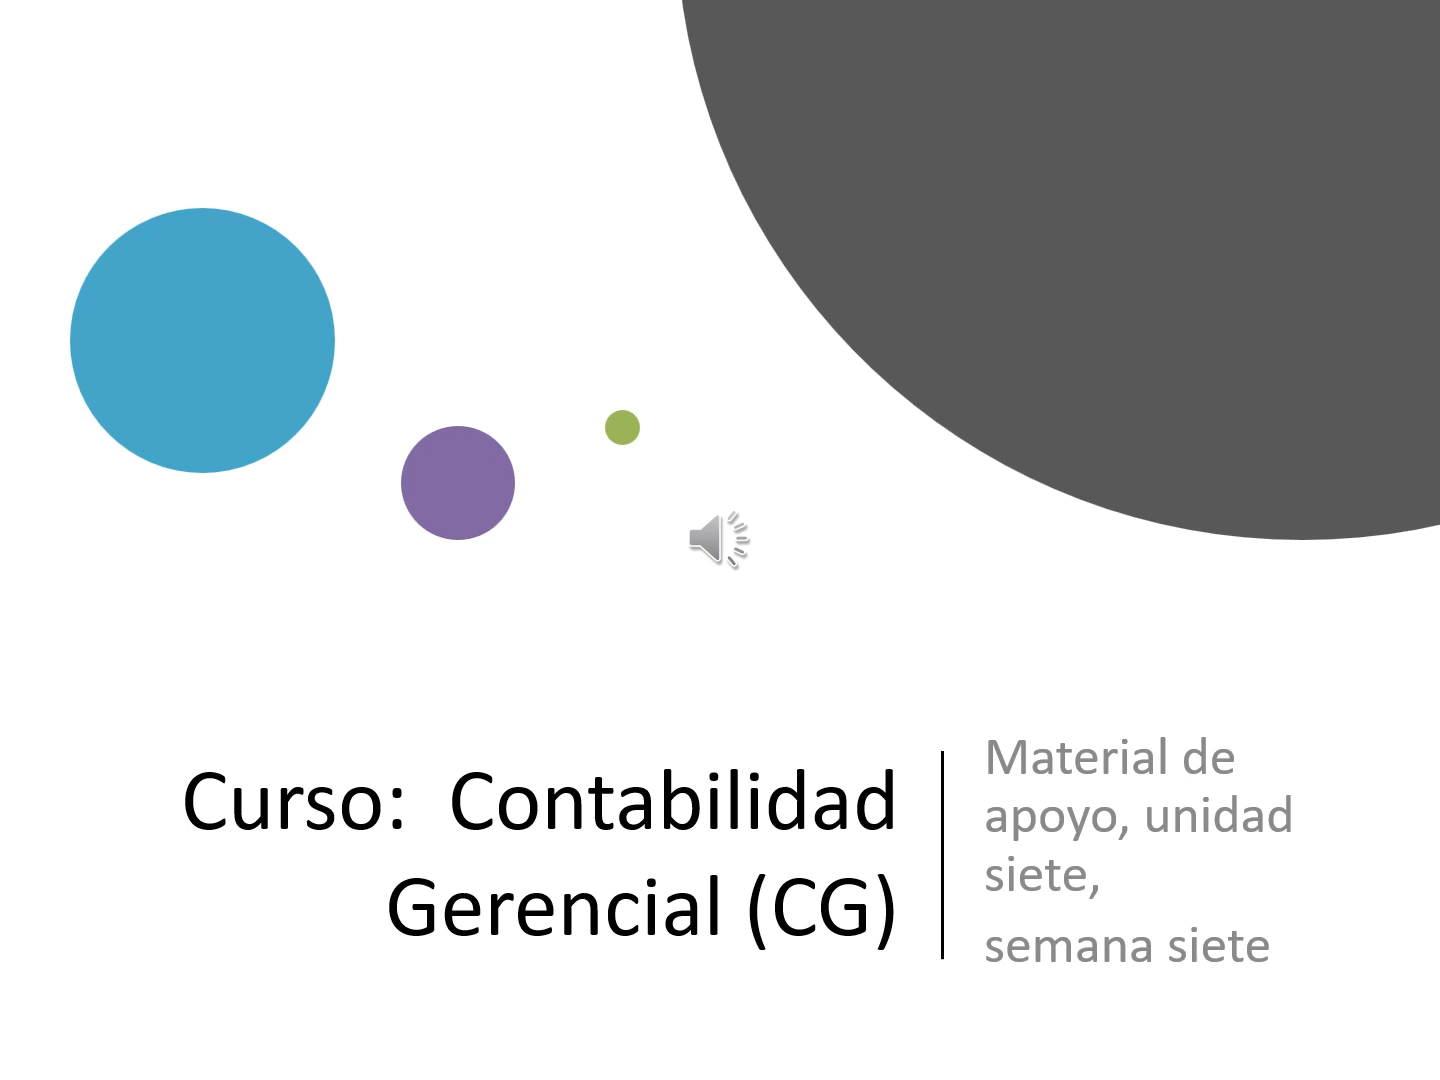 Curso:  Contabilidad
Gerencial (CG)
Material de
apoyo, unidad
siete,
semana siete